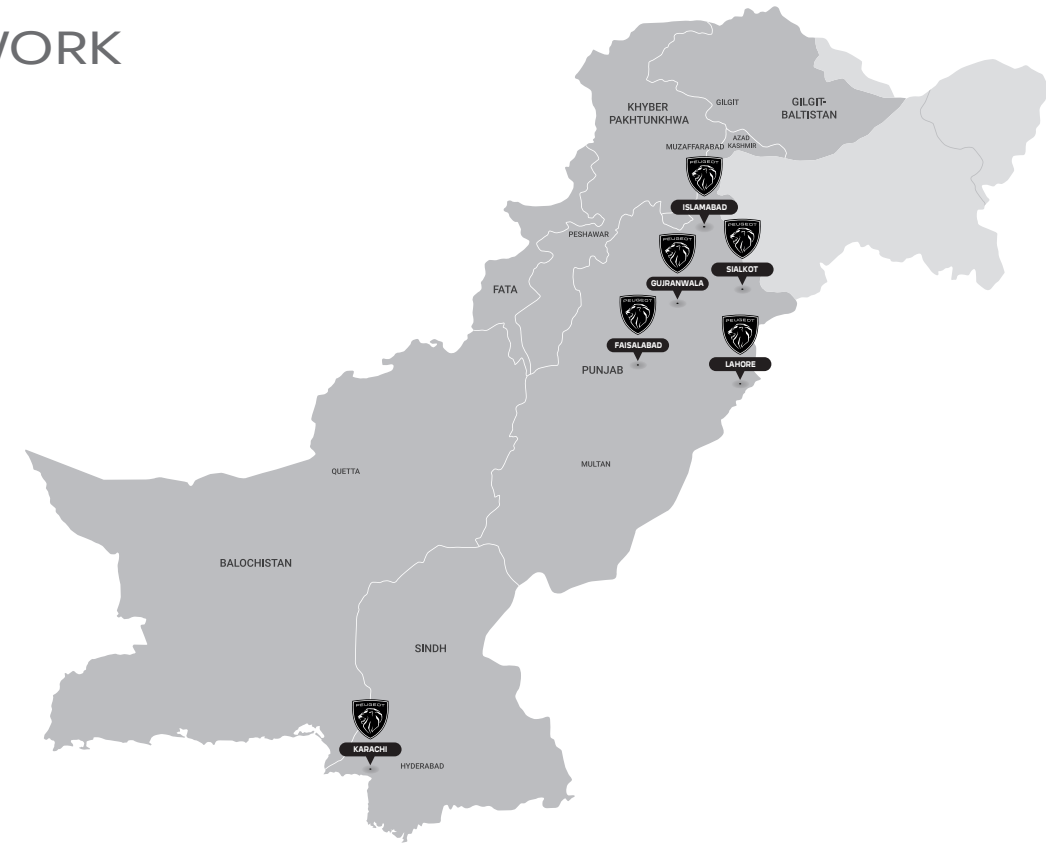 WORK
KHYBER
PAKHTUNKHWA
GILGIT
GILGIT-
BALTISTAN
AZAD
KASHMIR
MUZAFFARABAD
PEUGEOT
ISLAMABAD
PESHAWAR
PEUGEOT
SIALKOT
PEUGEOT
GUJRANWALA
FATA
PEUGEOT
FAISALABAD
PEUGEOT
LAHORE
PUNJAB
MULTAN
QUETTA
BALOCHISTAN
SINDH
PEUGEOT
KARACHI
HYDERABAD